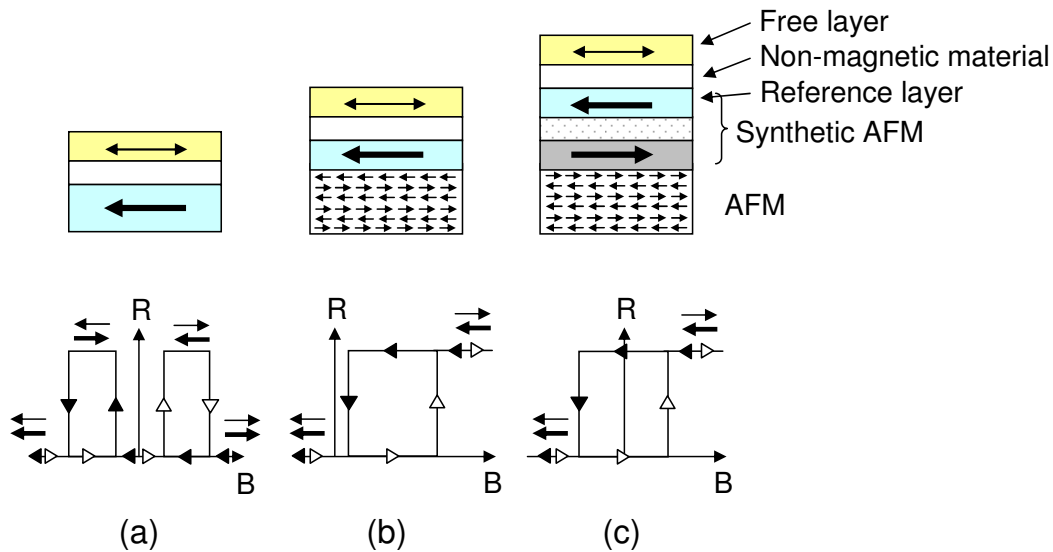 Free layer
Non-magnetic material
Reference layer
Synthetic AFM
AFM
R
R
R
B
B
B
(a)
(b)
(c)